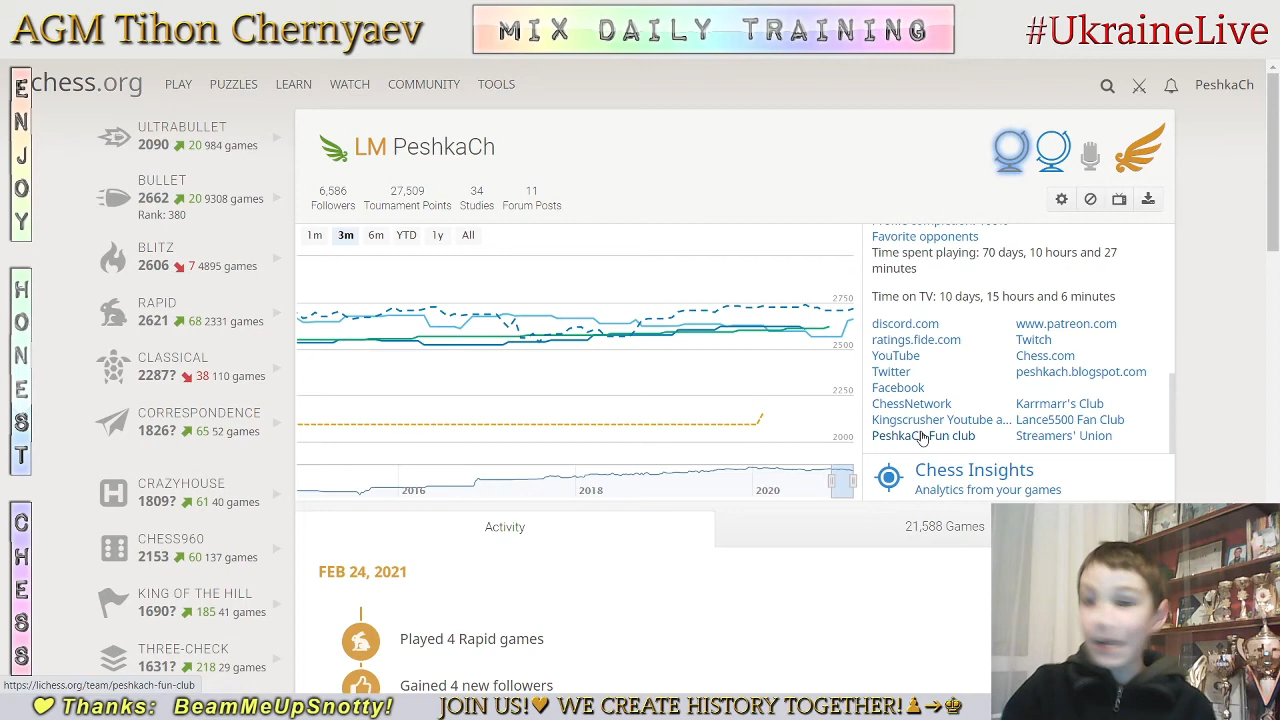 AGM Tihon Chernyaev
MIX DAILY TRAINING
#UkraineLive
ENJOY
HONEST
CHESS
chess.org
PLAY PUZZLES LEARN WATCH COMMUNITY TOOLS
PeshkaCh
ULTRABULLET
2090 20 984 games
BULLET
2662 20 9308 games
Rank: 380
BLITZ
2606 7 4895 games
RAPID
2621 68 2331 games
CLASSICAL
2287? 38 110 games
CORRESPONDENCE
1826? 65 52 games
CRAZYHOUSE
1809? 61 40 games
CHESS960
2153 60 137 games
KING OF THE HILL
1690? 185 41 games
THREE-CHECK
1631? 218 29 games
LM PeshkaCh
6,586 27,509 34 11
Followers Tournament Points Studies Forum Posts
1m 3m 6m YTD 1y All
2750
2500
2250
2000
2016 2018 2020
Profile completion: 100%
Favorite opponents
Time spent playing: 70 days, 10 hours and 27
minutes
Time on TV: 10 days, 15 hours and 6 minutes
discord.com www.patreon.com
ratings.fide.com Twitch
YouTube Chess.com
Twitter peshkach.blogspot.com
Facebook
ChessNetwork Karrmarr's Club
Kingscrusher Youtube a... Lance5500 Fan Club
PeshkaCh Fun club Streamers' Union
Chess Insights
Analytics from your games
Activity 21,588 Games
FEB 24, 2021
Played 4 Rapid games
Gained 4 new followers
https://lichess.org/team/peshkach-fun-club
Thanks: BeamMeUpSnotty!
JOIN US! WE CREATE HISTORY TOGETHER!